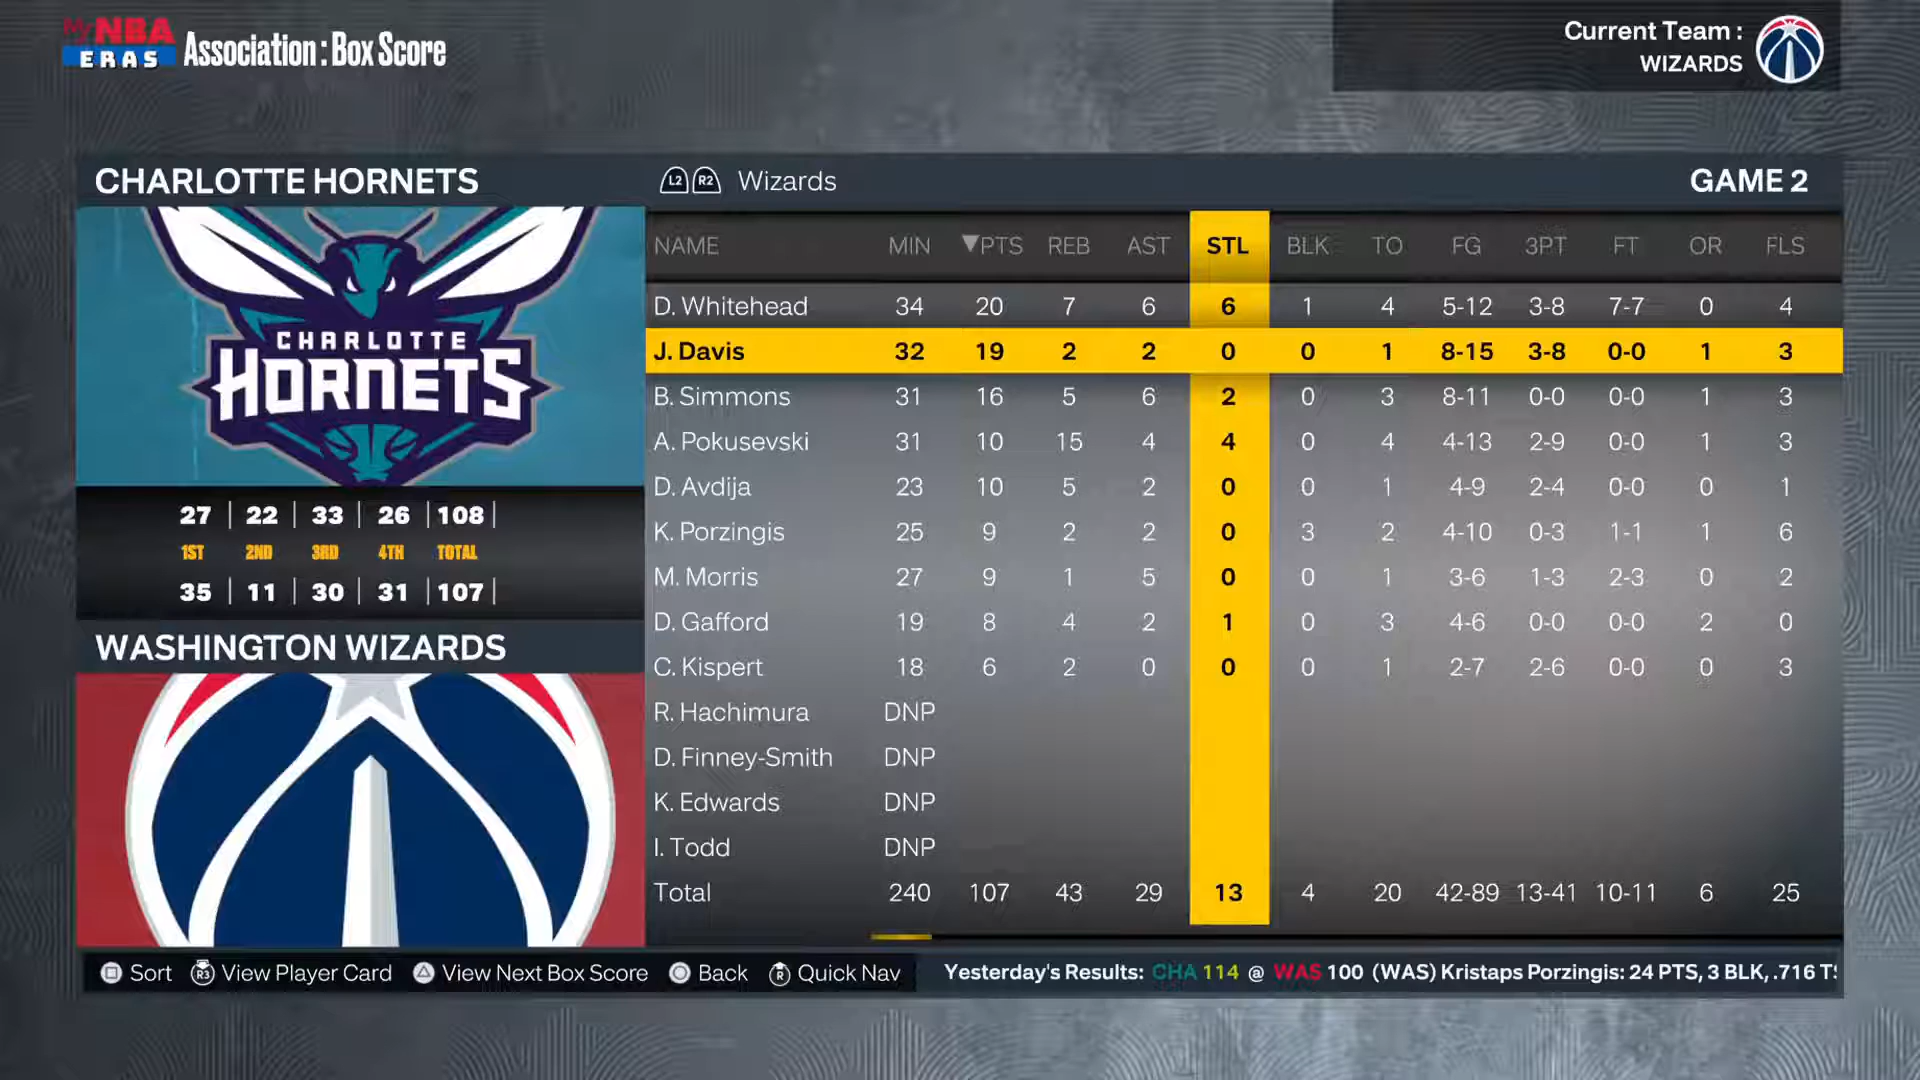 MyNBA ERAS Association : Box Score
Current Team :
WIZARDS
CHARLOTTE HORNETS
CHARLOTTE
HORNETS
27 | 22 | 33 | 26 | 108 |
1ST 2ND 3RD 4TH TOTAL
35 | 11 | 30 | 31 | 107 |
WASHINGTON WIZARDS
L2 R2 Wizards GAME 2
NAME MIN ▼PTS REB AST STL BLK TO FG 3PT FT OR FLS
D. Whitehead 34 20 7 6 6 1 4 5-12 3-8 7-7 0 4
J. Davis 32 19 2 2 0 0 1 8-15 3-8 0-0 1 3
B. Simmons 31 16 5 6 2 0 3 8-11 0-0 0-0 1 3
A. Pokusevski 31 10 15 4 4 0 4 4-13 2-9 0-0 1 3
D. Avdija 23 10 5 2 0 0 1 4-9 2-4 0-0 0 1
K. Porzingis 25 9 2 2 0 3 2 4-10 0-3 1-1 1 6
M. Morris 27 9 1 5 0 0 1 3-6 1-3 2-3 0 2
D. Gafford 19 8 4 2 1 0 3 4-6 0-0 0-0 2 0
C. Kispert 18 6 2 0 0 0 1 2-7 2-6 0-0 0 3
R. Hachimura DNP
D. Finney-Smith DNP
K. Edwards DNP
I. Todd DNP
Total 240 107 43 29 13 4 20 42-89 13-41 10-11 6 25
Sort R3 View Player Card View Next Box Score Back R Quick Nav
Yesterday's Results: CHA 114 @ WAS 100 (WAS) Kristaps Porzingis: 24 PTS, 3 BLK, .716 TS